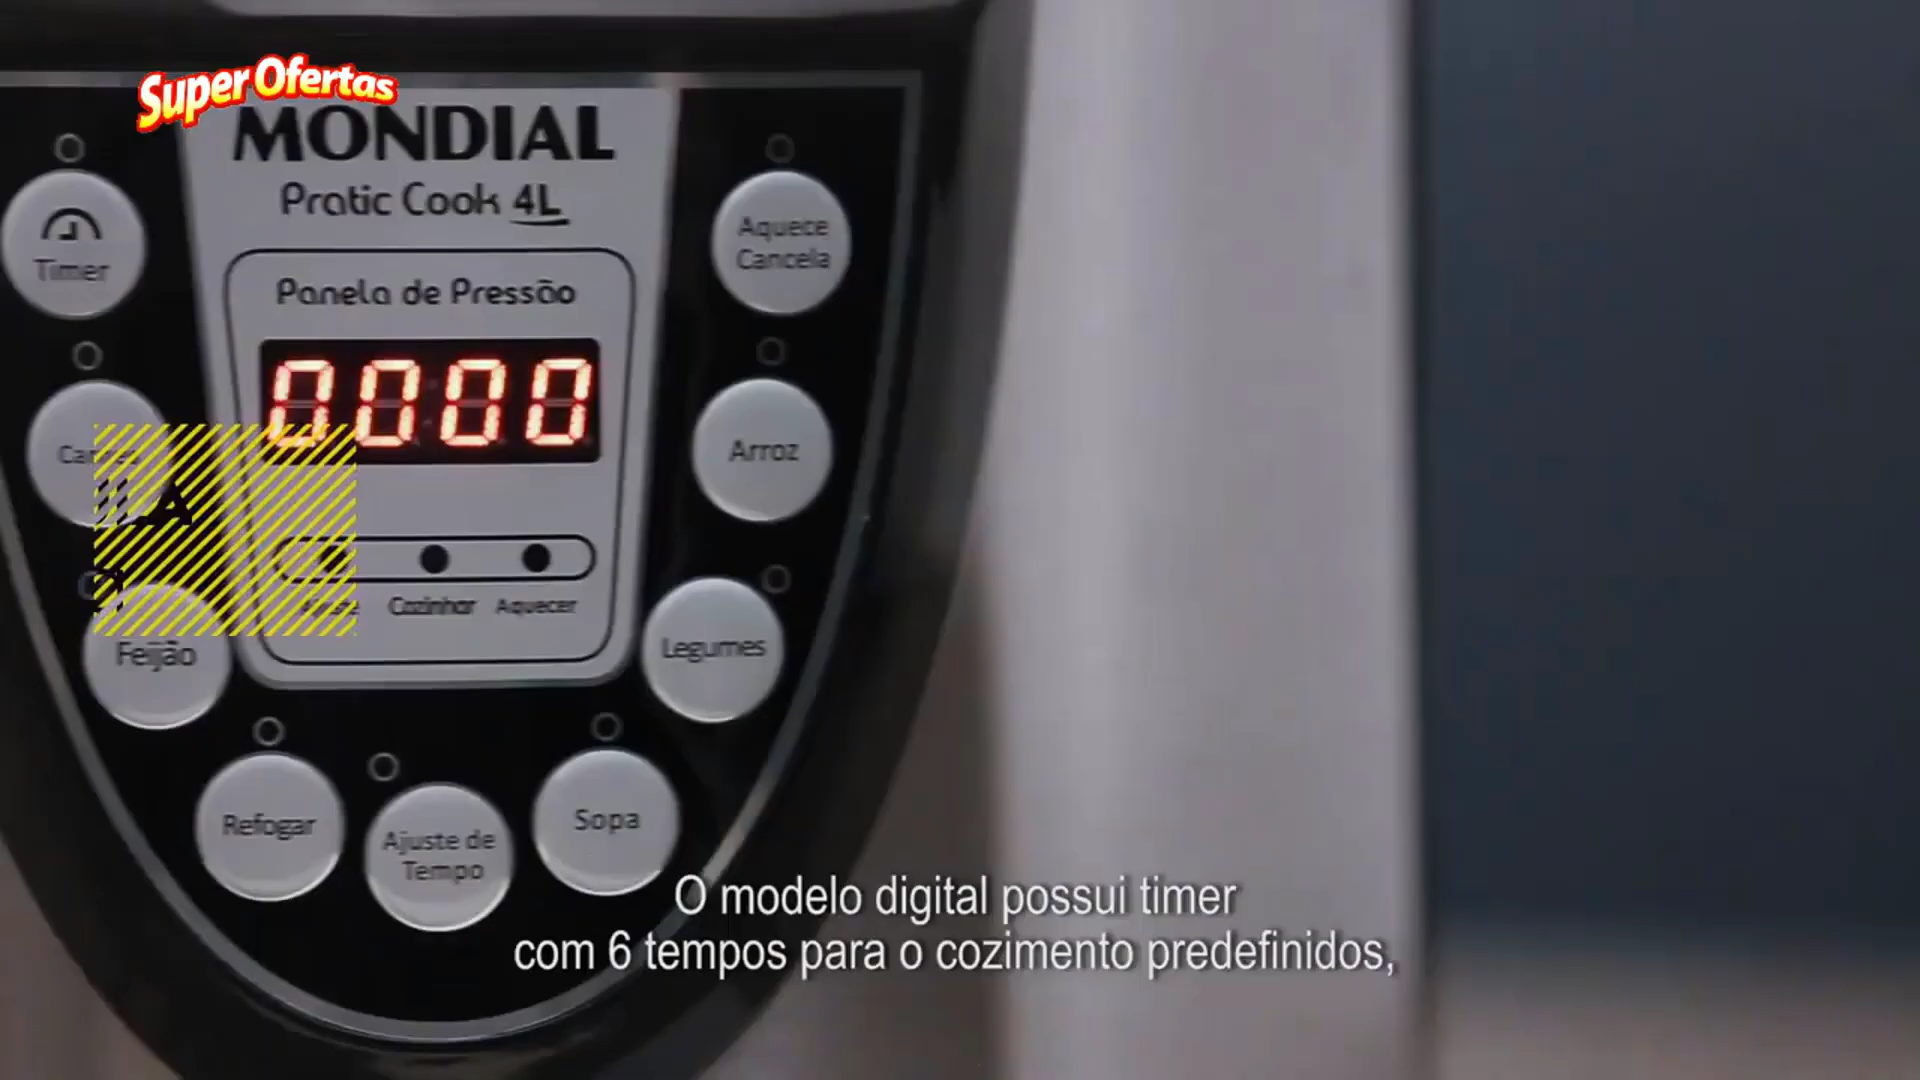 Super Ofertas
MONDIAL
Pratic Cook 4L
Timer
Aquece
Cancela
Panela de Pressão
0000
Arroz
Cozinhar
Aquecer
Feijão
Legumes
Refogar
Ajuste de
Tempo
Sopa
O modelo digital possui timer
com 6 tempos para o cozimento predefinidos,